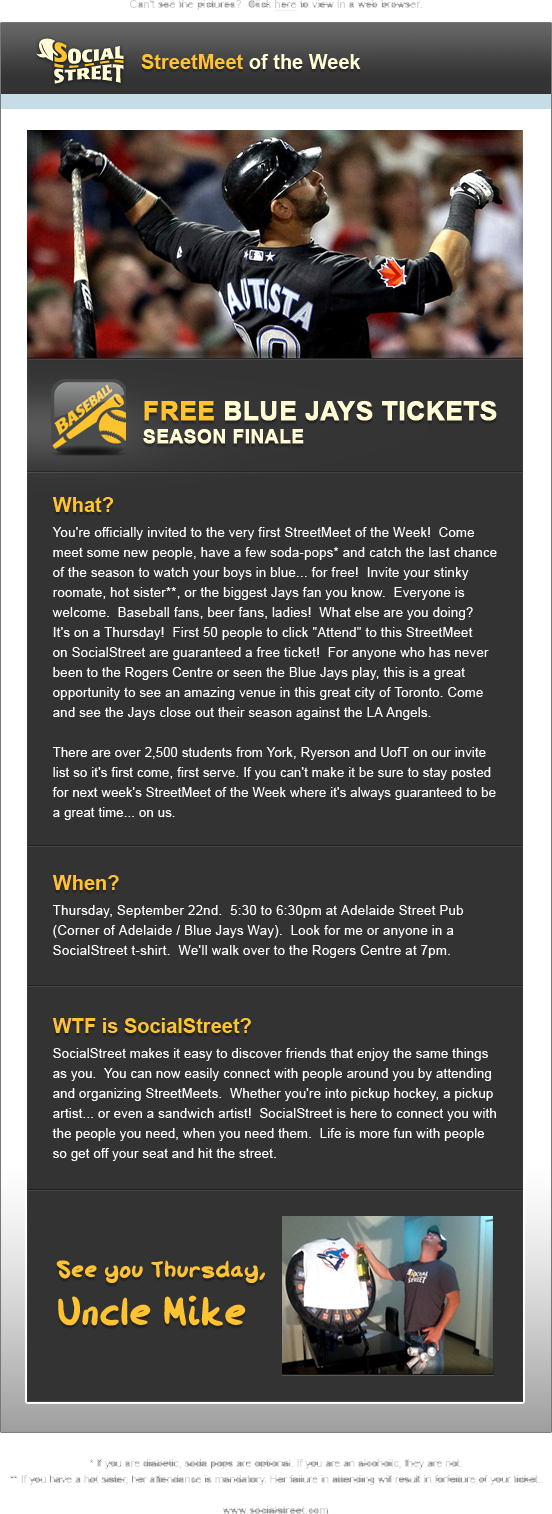 Can't see the pictures? Click here to view in a web browser.
SOCIAL
STREET
StreetMeet of the Week
AUTISTA
BASEBALL
FREE BLUE JAYS TICKETS
SEASON FINALE
What?
You're officially invited to the very first StreetMeet of the Week! Come
meet some new people, have a few soda-pops* and catch the last chance
of the season to watch your boys in blue... for free! Invite your stinky
roomate, hot sister**, or the biggest Jays fan you know. Everyone is
welcome. Baseball fans, beer fans, ladies! What else are you doing?
It's on a Thursday! First 50 people to click "Attend" to this StreetMeet
on SocialStreet are guaranteed a free ticket! For anyone who has never
been to the Rogers Centre or seen the Blue Jays play, this is a great
opportunity to see an amazing venue in this great city of Toronto. Come
and see the Jays close out their season against the LA Angels.
There are over 2,500 students from York, Ryerson and UofT on our invite
list so it's first come, first serve. If you can't make it be sure to stay posted
for next week's StreetMeet of the Week where it's always guaranteed to be
a great time... on us.
When?
Thursday, September 22nd. 5:30 to 6:30pm at Adelaide Street Pub
(Corner of Adelaide / Blue Jays Way). Look for me or anyone in a
SocialStreet t-shirt. We'll walk over to the Rogers Centre at 7pm.
WTF is SocialStreet?
SocialStreet makes it easy to discover friends that enjoy the same things
as you. You can now easily connect with people around you by attending
and organizing StreetMeets. Whether you're into pickup hockey, a pickup
artist... or even a sandwich artist! SocialStreet is here to connect you with
the people you need, when you need them. Life is more fun with people
so get off your seat and hit the street.
See you Thursday,
Uncle Mike
SOCIAL
STREET
* If you are diabetic, soda pops are optional. If you are an alcoholic, they are not.
** If you have a hot sister, her attendance is mandatory. Her failure in attending will result in forfeiture of your ticket.
www.socialstreet.com